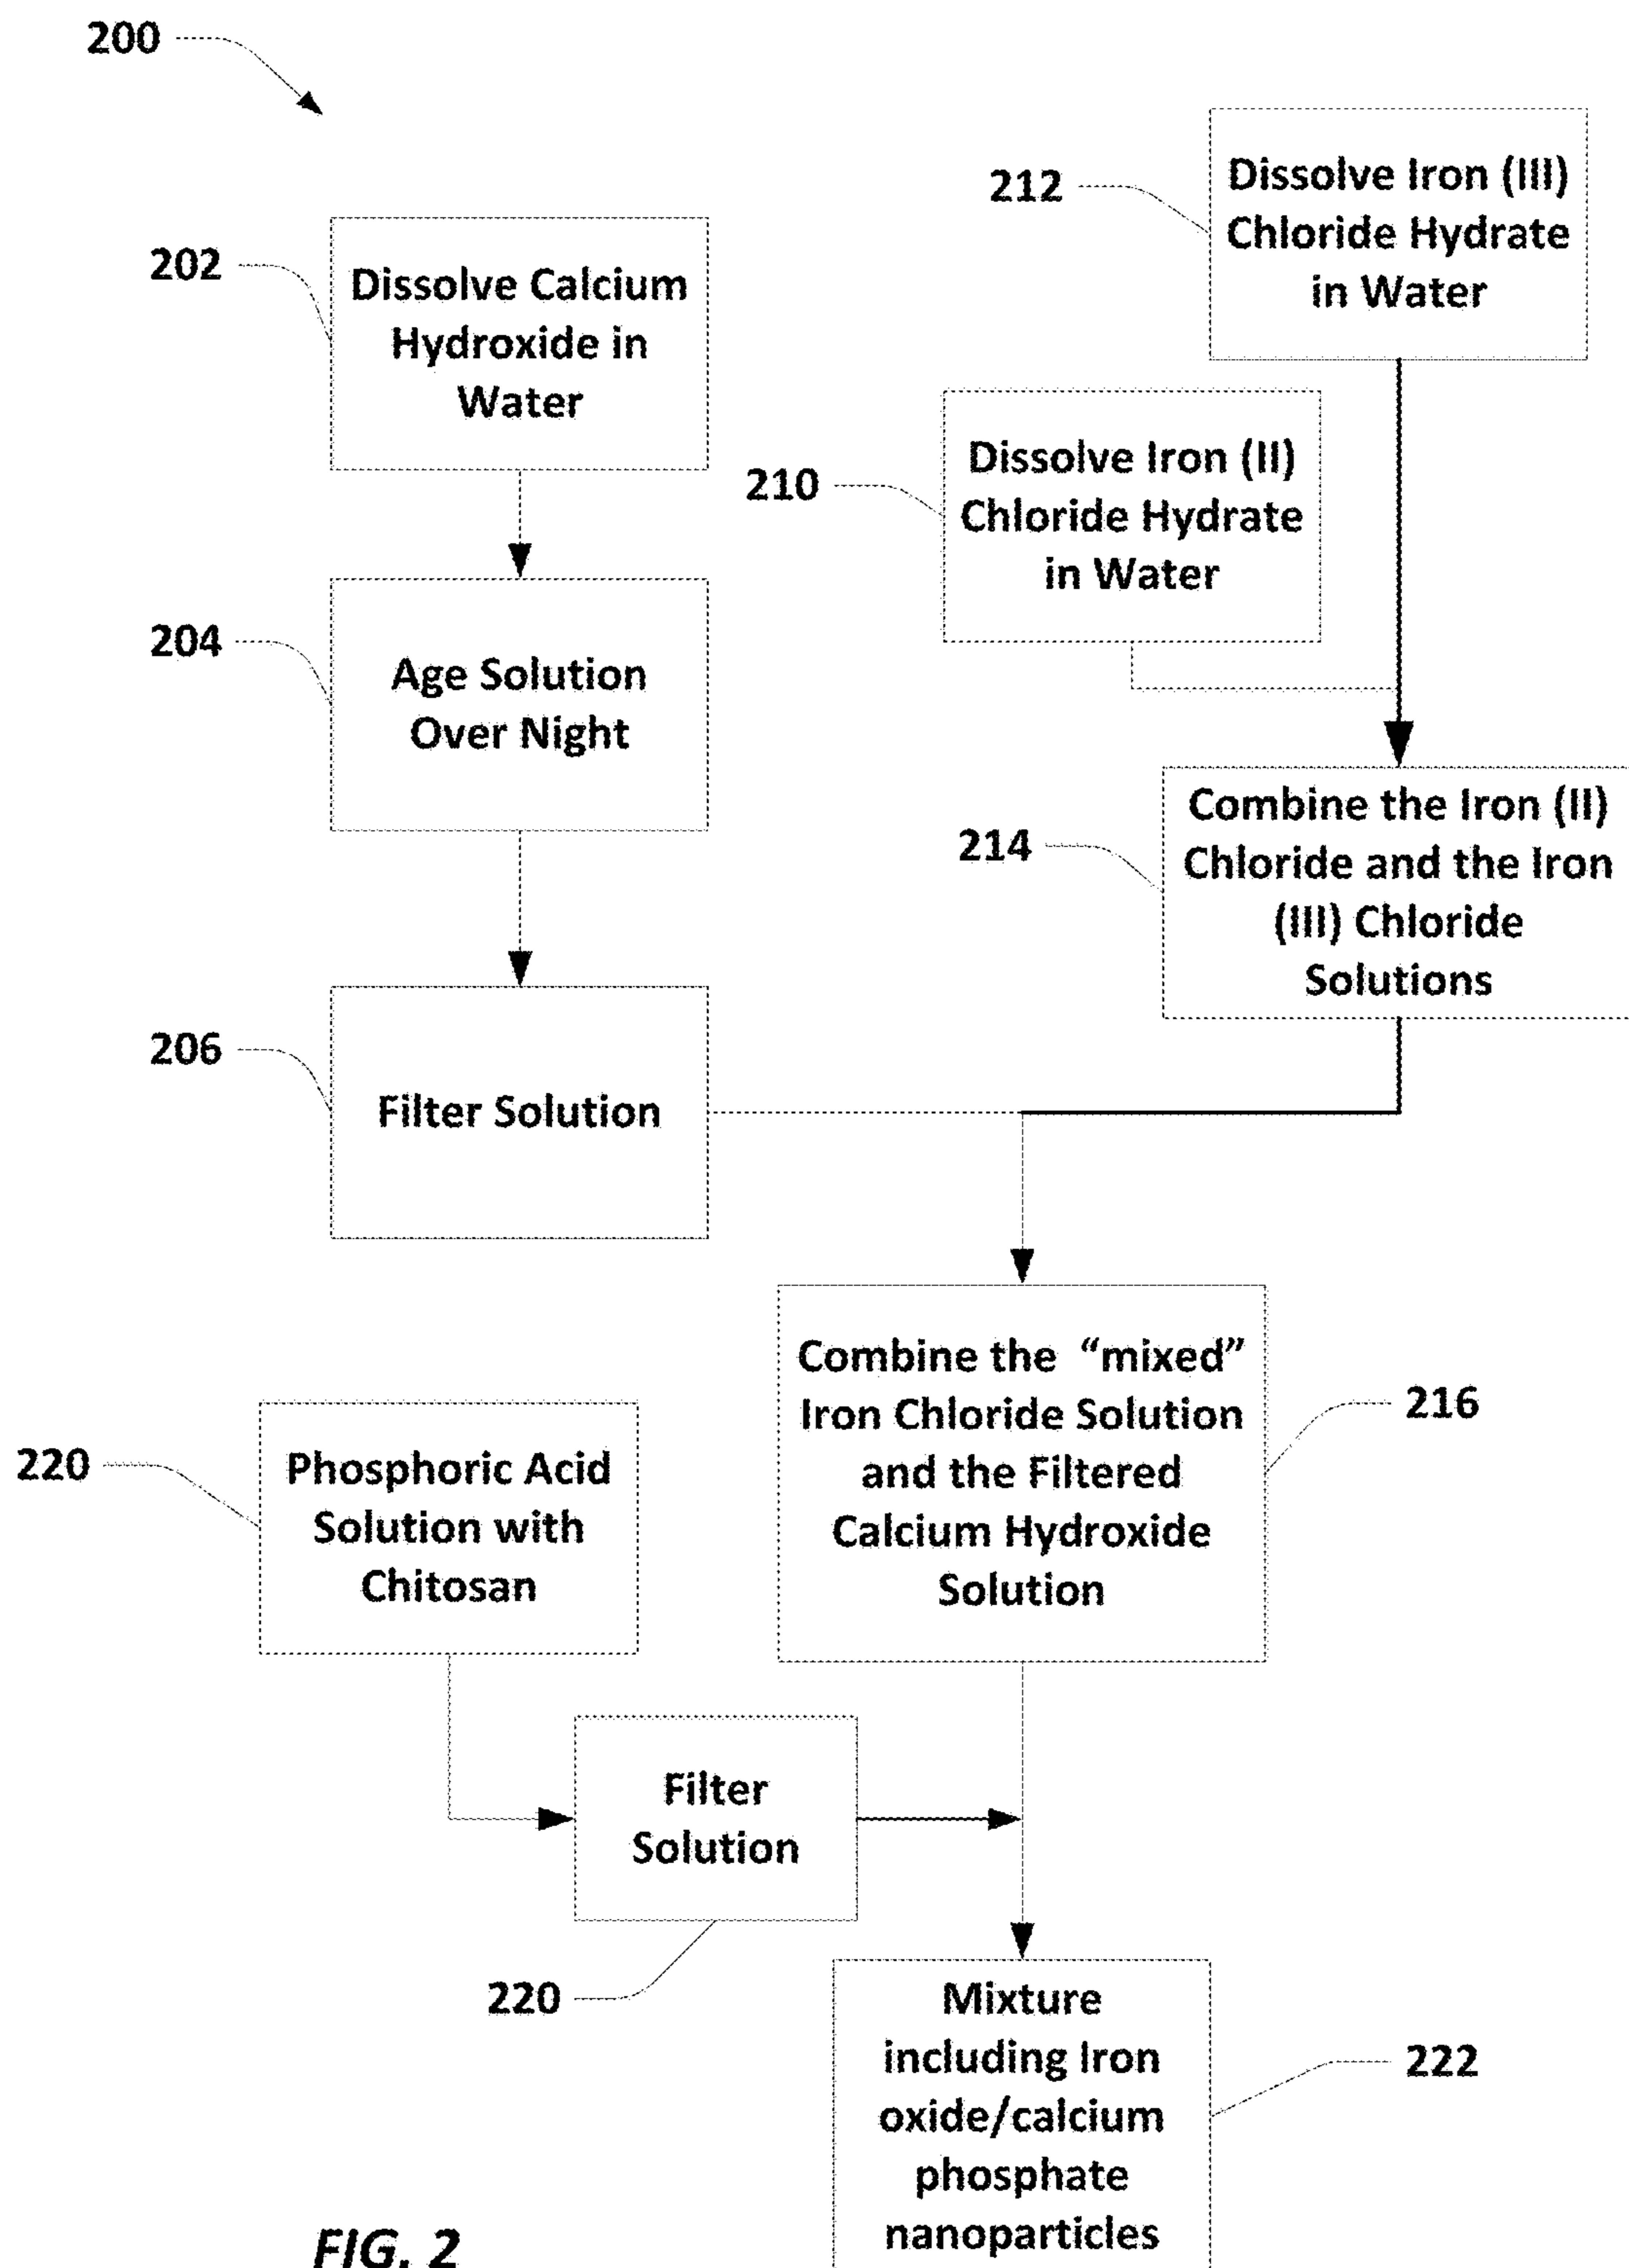 200
212
Dissolve Iron (III)
Chloride Hydrate
in Water
202
Dissolve Calcium
Hydroxide in
Water
210
Dissolve Iron (II)
Chloride Hydrate
in Water
204
Age Solution
Over Night
214
Combine the Iron (II)
Chloride and the Iron
(III) Chloride
Solutions
206
Filter Solution
Combine the “mixed”
Iron Chloride Solution
and the Filtered
Calcium Hydroxide
Solution
216
220
Phosphoric Acid
Solution with
Chitosan
Filter
Solution
220
Mixture
including Iron
oxide/calcium
phosphate
nanoparticles
222
FIG. 2